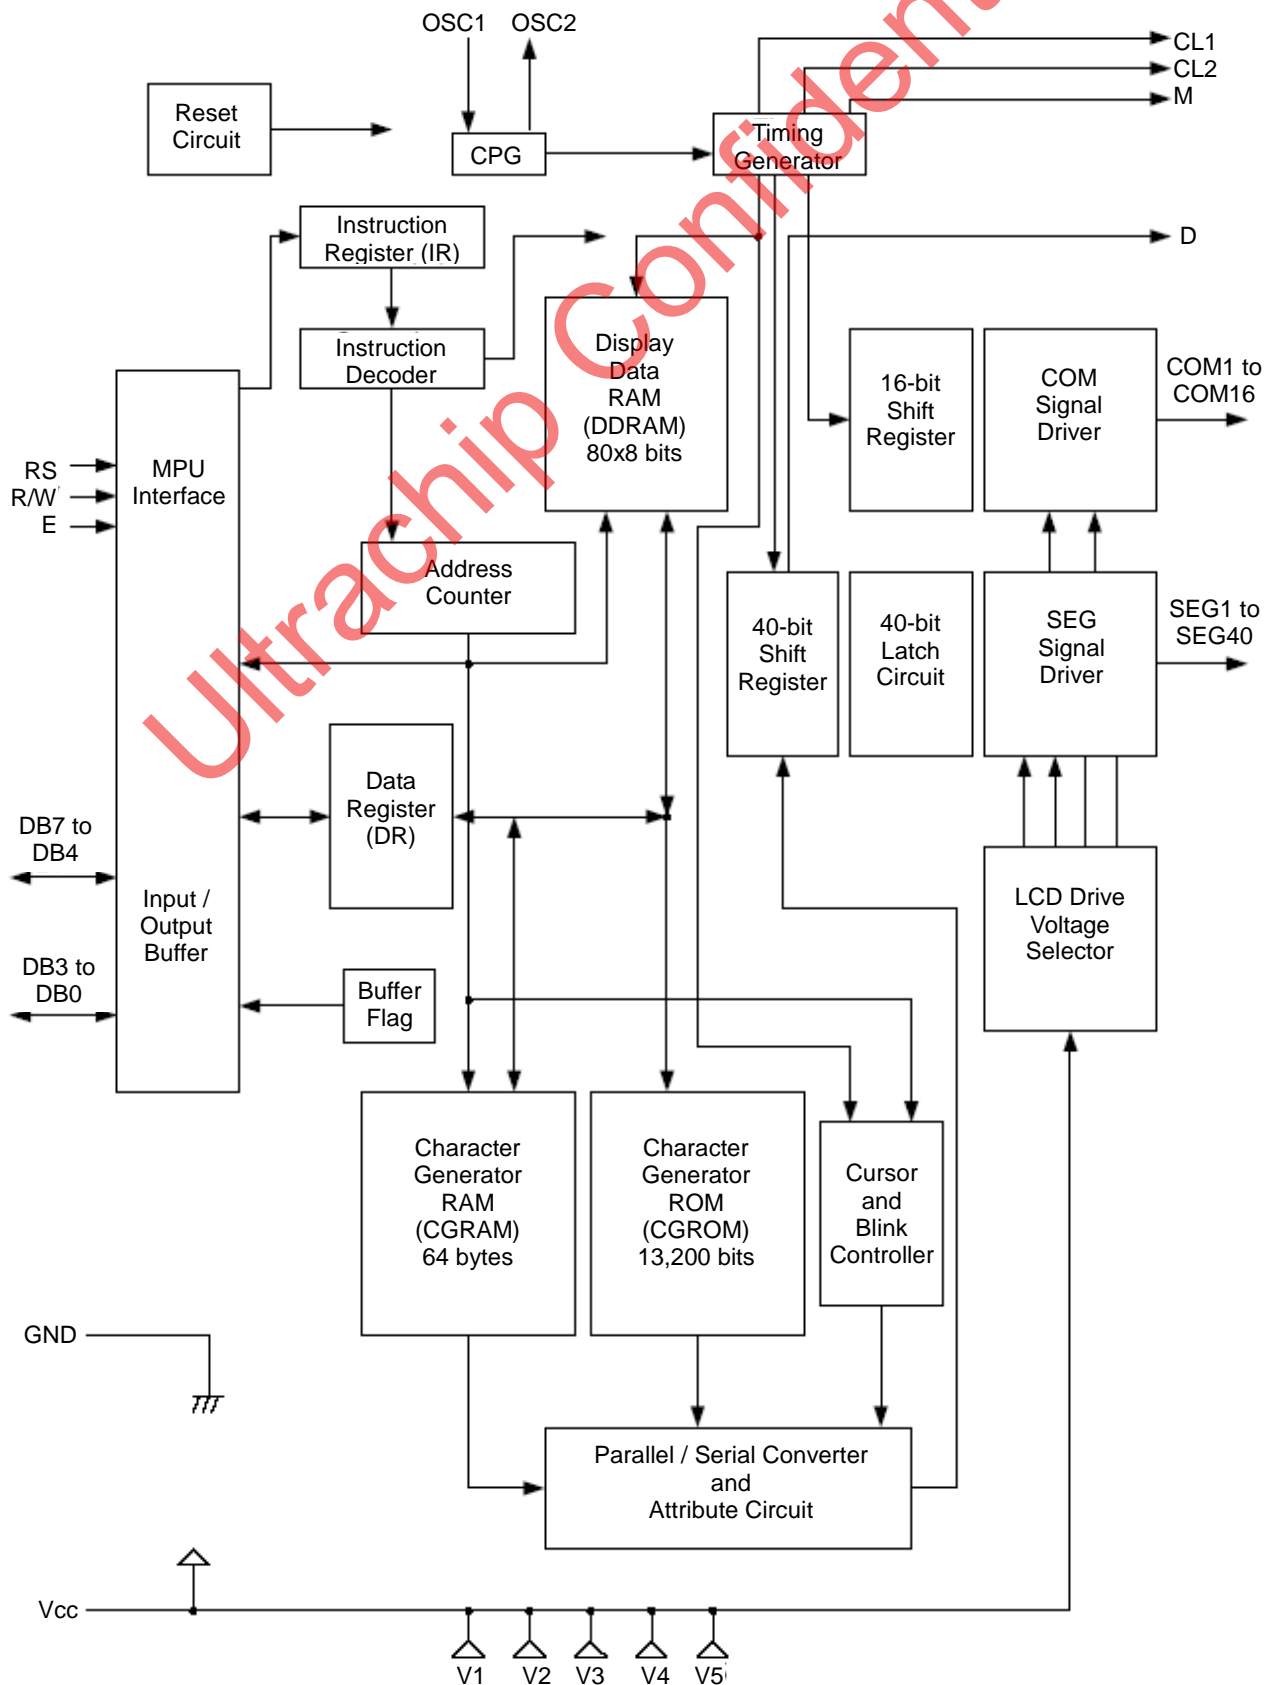 OSC1 OSC2
CL1
CL2
M
Reset
Circuit
CPG
Timing
Generator
Instruction
Register (IR)
D
Instruction
Decoder
Display
Data
RAM
(DDRAM)
80x8 bits
16-bit
Shift
Register
COM
Signal
Driver
COM1 to
COM16
RS
R/W
E
MPU
Interface
Address
Counter
40-bit
Shift
Register
40-bit
Latch
Circuit
SEG
Signal
Driver
SEG1 to
SEG40
Data
Register
(DR)
DB7 to
DB4
Input /
Output
Buffer
LCD Drive
Voltage
Selector
DB3 to
DB0
Buffer
Flag
Character
Generator
RAM
(CGRAM)
64 bytes
Character
Generator
ROM
(CGROM)
13,200 bits
Cursor
and
Blink
Controller
GND
Parallel / Serial Converter
and
Attribute Circuit
Vcc
V1 V2 V3 V4 V5
Ultrachip Confident